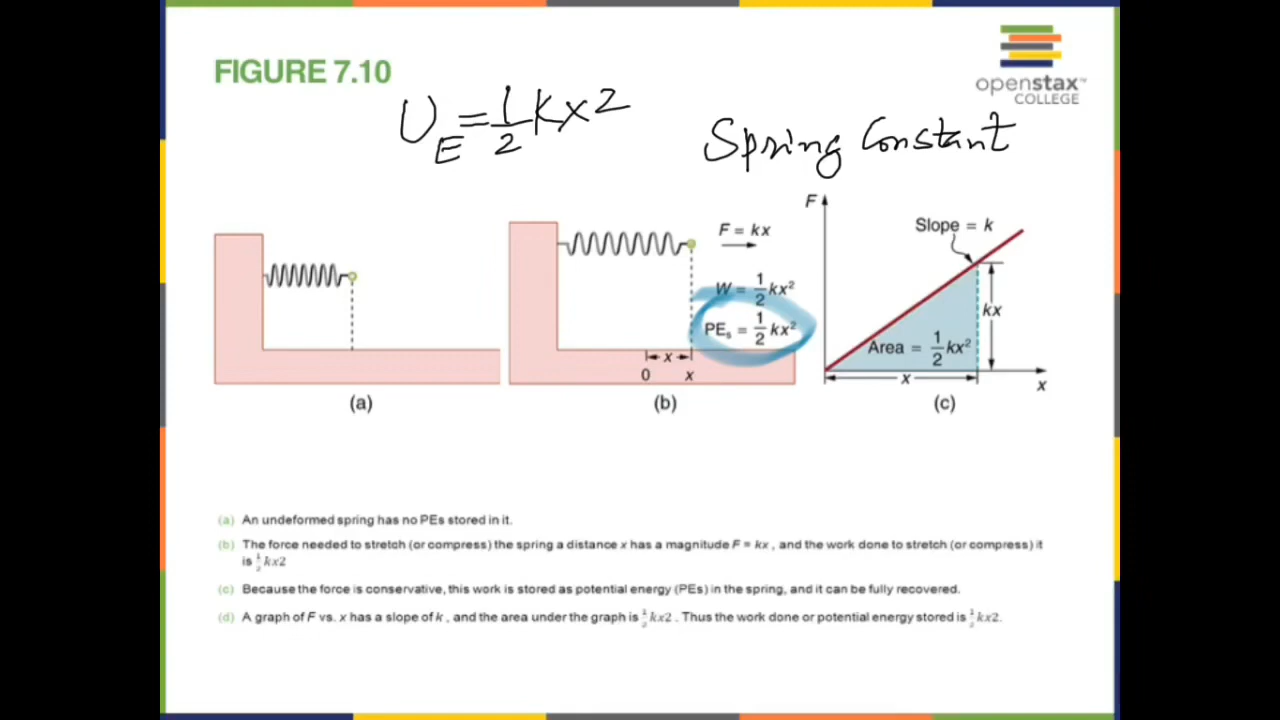 FIGURE 7.10
openstax™
COLLEGE
U_E = 1/2 kx2
Spring Constant
F = kx
W = 1/2 kx²
PEₛ = 1/2 kx²
x
0 x
F
Slope = k
kx
Area = 1/2 kx²
x
x
(a)
(b)
(c)
(a) An undeformed spring has no PEs stored in it.
(b) The force needed to stretch (or compress) the spring a distance x has a magnitude F = kx , and the work done to stretch (or compress) it
is 1/2 kx2
(c) Because the force is conservative, this work is stored as potential energy (PEs) in the spring, and it can be fully recovered.
(d) A graph of F vs. x has a slope of k , and the area under the graph is 1/2 kx2 . Thus the work done or potential energy stored is 1/2 kx2.